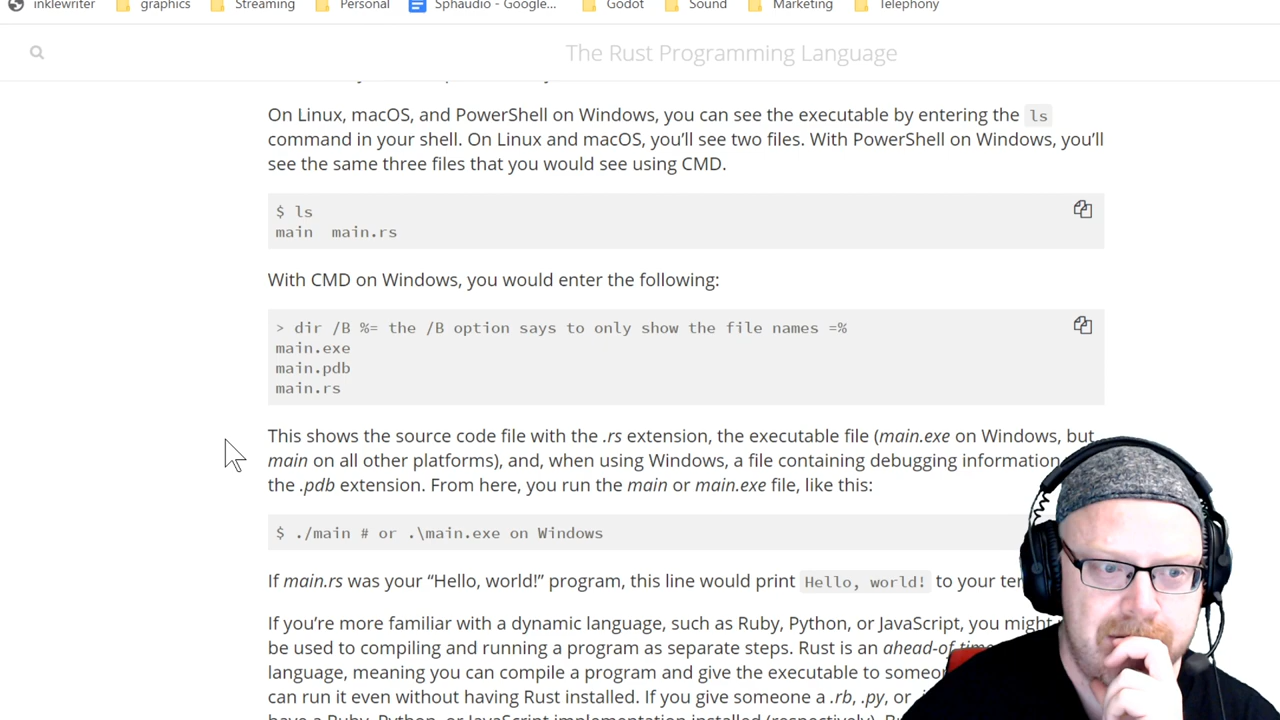 inklewriter graphics Streaming Personal Sphaudio - Google... Godot Sound Marketing Telephony
The Rust Programming Language
On Linux, macOS, and PowerShell on Windows, you can see the executable by entering the ls
command in your shell. On Linux and macOS, you’ll see two files. With PowerShell on Windows, you’ll
see the same three files that you would see using CMD.
$ ls
main  main.rs
With CMD on Windows, you would enter the following:
> dir /B %= the /B option says to only show the file names =%
main.exe
main.pdb
main.rs
This shows the source code file with the .rs extension, the executable file (main.exe on Windows, but
main on all other platforms), and, when using Windows, a file containing debugging information
the .pdb extension. From here, you run the main or main.exe file, like this:
$ ./main # or .\main.exe on Windows
If main.rs was your “Hello, world!” program, this line would print Hello, world! to your
If you’re more familiar with a dynamic language, such as Ruby, Python, or JavaScript, you might
be used to compiling and running a program as separate steps. Rust is an ahead-of
language, meaning you can compile a program and give the executable to
can run it even without having Rust installed. If you give someone a .rb, .py, or